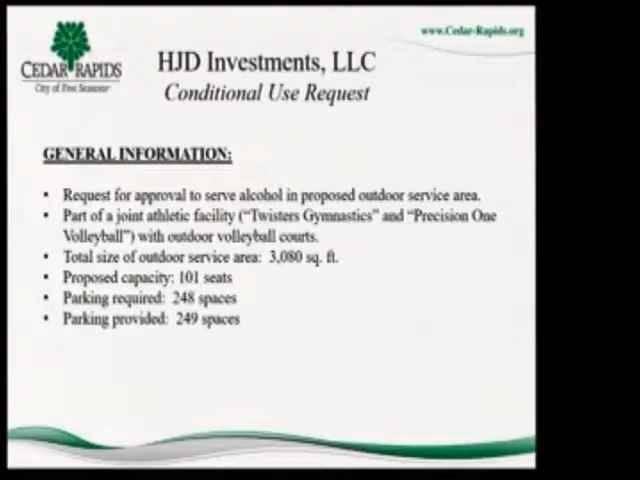 www.Cedar-Rapids.org
CEDAR RAPIDS
City of Five Seasons
HJD Investments, LLC
Conditional Use Request
GENERAL INFORMATION:
• Request for approval to serve alcohol in proposed outdoor service area.
• Part of a joint athletic facility (“Twisters Gymnastics” and “Precision One
Volleyball”) with outdoor volleyball courts.
• Total size of outdoor service area: 3,080 sq. ft.
• Proposed capacity: 101 seats
• Parking required: 248 spaces
• Parking provided: 249 spaces